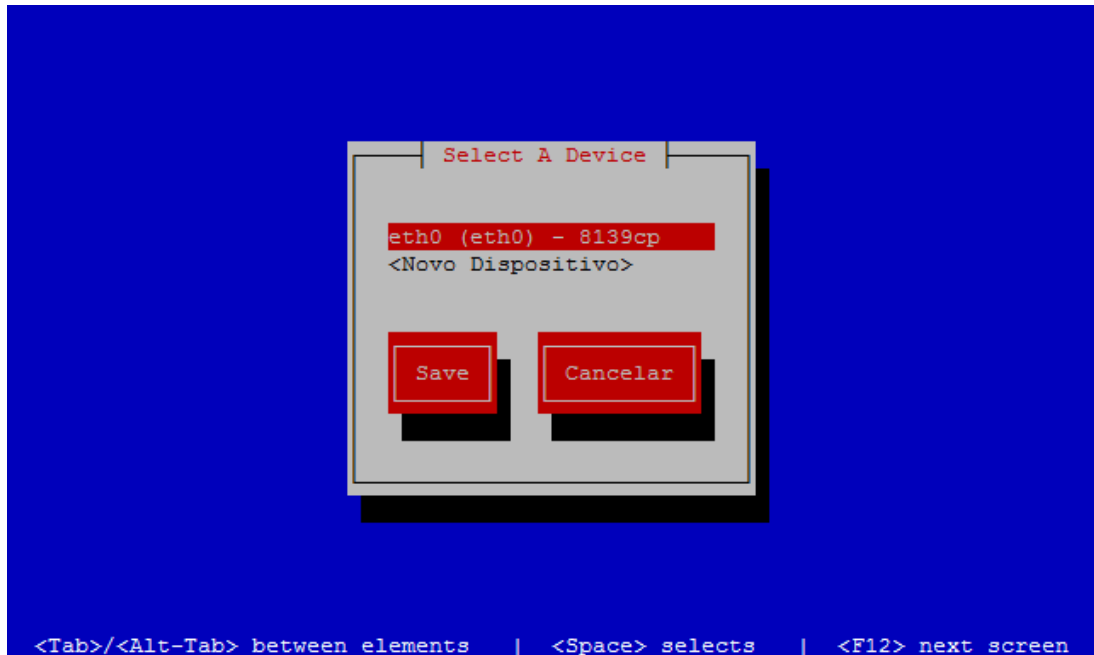 Select A Device
eth0 (eth0) - 8139cp
<Novo Dispositivo>
Save Cancelar
<Tab>/<Alt-Tab> between elements | <Space> selects | <F12> next screen